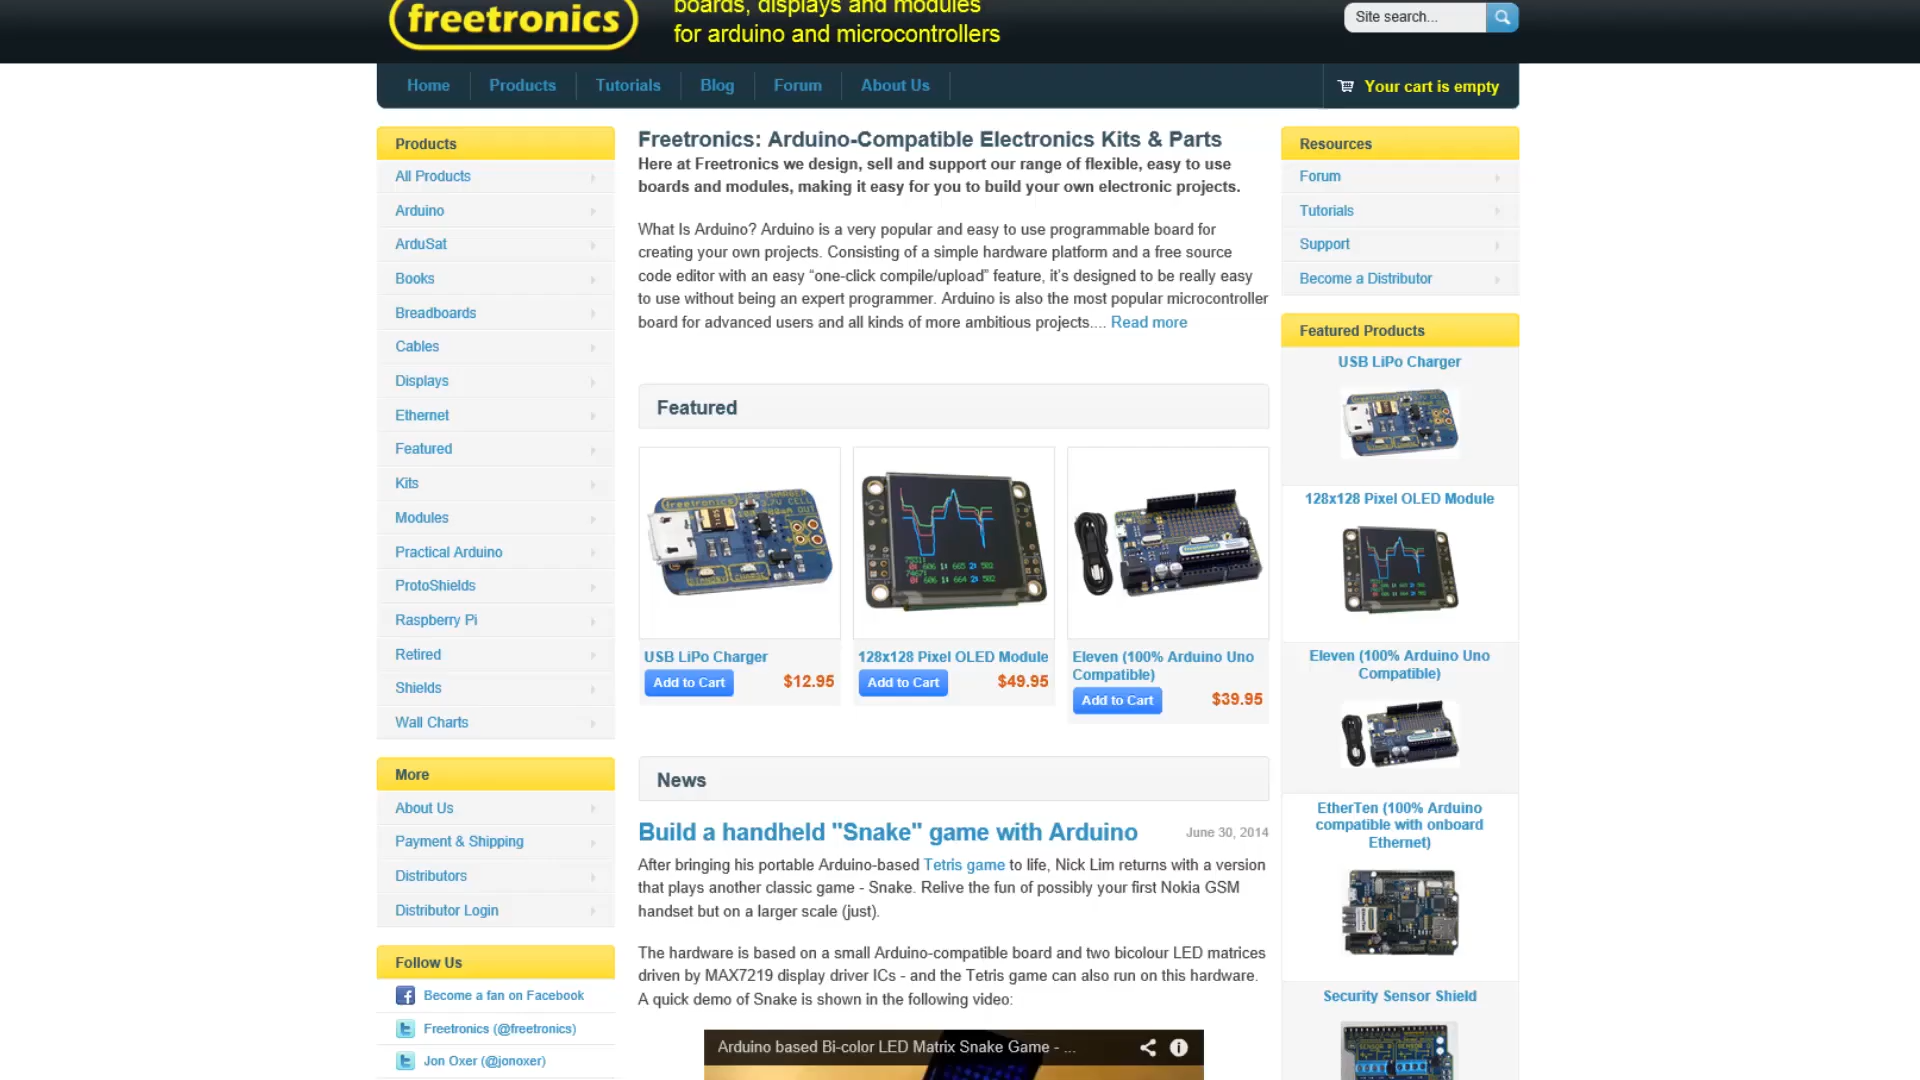 freetronics
boards, displays and modules
for arduino and microcontrollers
Site search...
Home
Products
Tutorials
Blog
Forum
About Us
Your cart is empty
Products
All Products
Arduino
ArduSat
Books
Breadboards
Cables
Displays
Ethernet
Featured
Kits
Modules
Practical Arduino
ProtoShields
Raspberry Pi
Retired
Shields
Wall Charts
More
About Us
Payment & Shipping
Distributors
Distributor Login
Follow Us
Become a fan on Facebook
Freetronics (@freetronics)
Jon Oxer (@jonoxer)
Freetronics: Arduino-Compatible Electronics Kits & Parts
Here at Freetronics we design, sell and support our range of flexible, easy to use
boards and modules, making it easy for you to build your own electronic projects.
What Is Arduino? Arduino is a very popular and easy to use programmable board for
creating your own projects. Consisting of a simple hardware platform and a free source
code editor with an easy “one-click compile/upload” feature, it’s designed to be really easy
to use without being an expert programmer. Arduino is also the most popular microcontroller
board for advanced users and all kinds of more ambitious projects.... Read more
Featured
USB LiPo Charger
Add to Cart
$12.95
128x128 Pixel OLED Module
Add to Cart
$49.95
Eleven (100% Arduino Uno
Compatible)
Add to Cart
$39.95
News
Build a handheld "Snake" game with Arduino
June 30, 2014
After bringing his portable Arduino-based Tetris game to life, Nick Lim returns with a version
that plays another classic game - Snake. Relive the fun of possibly your first Nokia GSM
handset but on a larger scale (just).
The hardware is based on a small Arduino-compatible board and two bicolour LED matrices
driven by MAX7219 display driver ICs - and the Tetris game can also run on this hardware.
A quick demo of Snake is shown in the following video:
Arduino based Bi-color LED Matrix Snake Game - ...
Resources
Forum
Tutorials
Support
Become a Distributor
Featured Products
USB LiPo Charger
128x128 Pixel OLED Module
Eleven (100% Arduino Uno
Compatible)
EtherTen (100% Arduino
compatible with onboard
Ethernet)
Security Sensor Shield